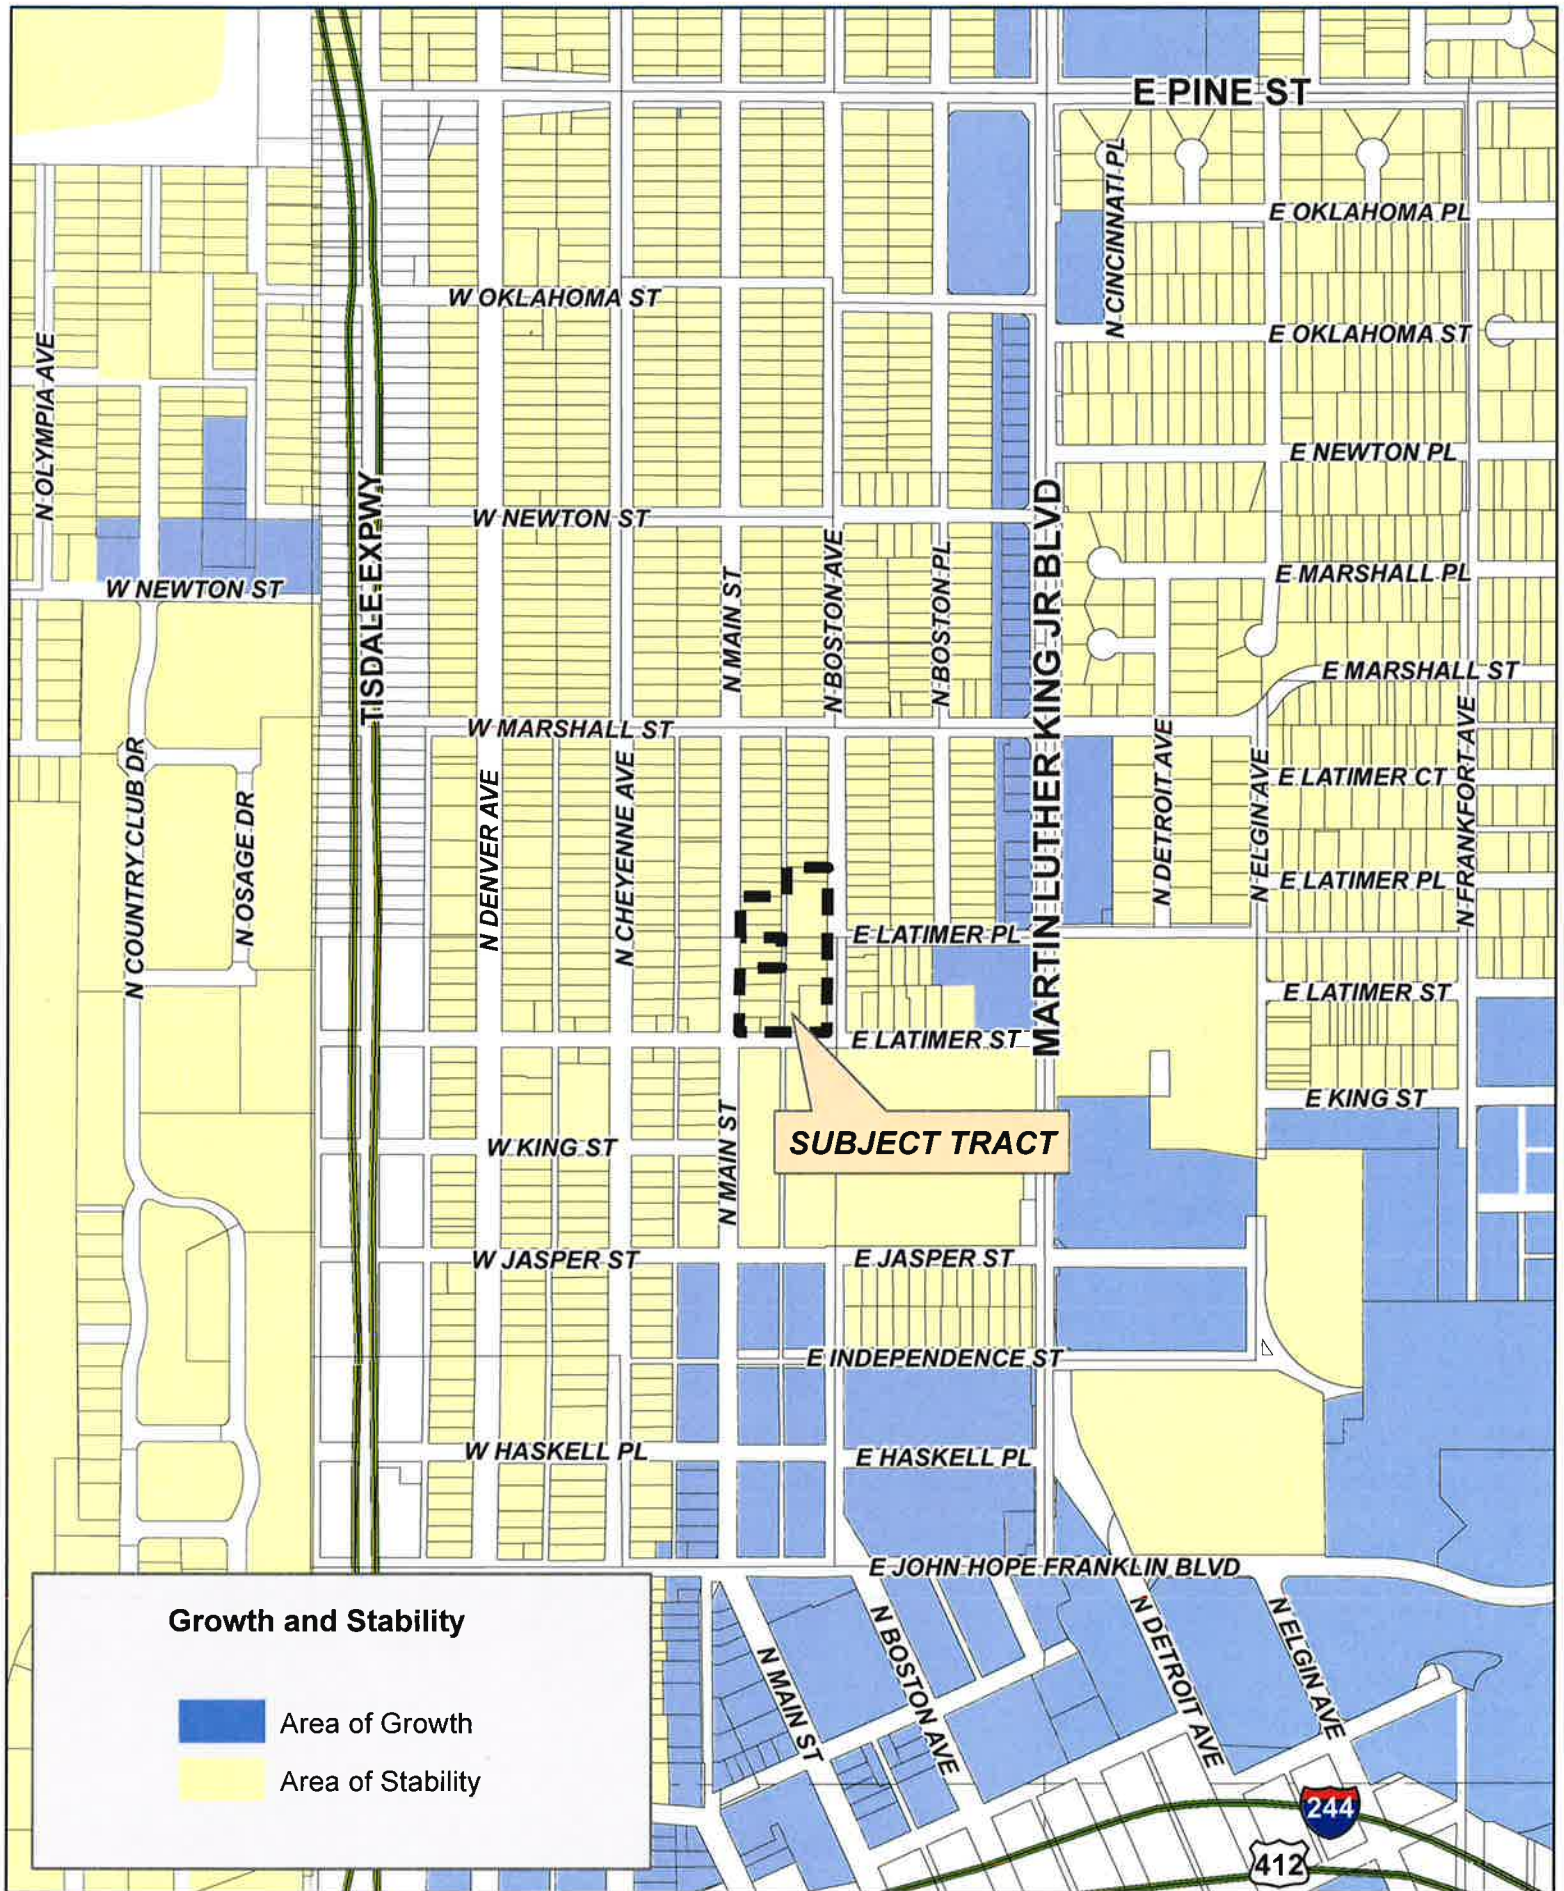 E PINE ST
N CINCINNATI PL
E OKLAHOMA PL
W OKLAHOMA ST
E OKLAHOMA ST
N OLYMPIA AVE
E NEWTON PL
TISDALE EXPWY
W NEWTON ST
MARTIN LUTHER KING JR BLVD
N MAIN ST
N BOSTON AVE
N BOSTON PL
E MARSHALL PL
W NEWTON ST
E MARSHALL ST
W MARSHALL ST
N COUNTRY CLUB DR
N OSAGE DR
N DENVER AVE
N CHEYENNE AVE
N DETROIT AVE
N ELGIN AVE
E LATIMER CT
N FRANKFORT AVE
E LATIMER PL
E LATIMER PL
E LATIMER ST
E LATIMER ST
E KING ST
SUBJECT TRACT
W KING ST
N MAIN ST
W JASPER ST
E JASPER ST
E INDEPENDENCE ST
W HASKELL PL
E HASKELL PL
E JOHN HOPE FRANKLIN BLVD
N MAIN ST
N BOSTON AVE
N DETROIT AVE
N ELGIN AVE
Growth and Stability
Area of Growth
Area of Stability
244
412